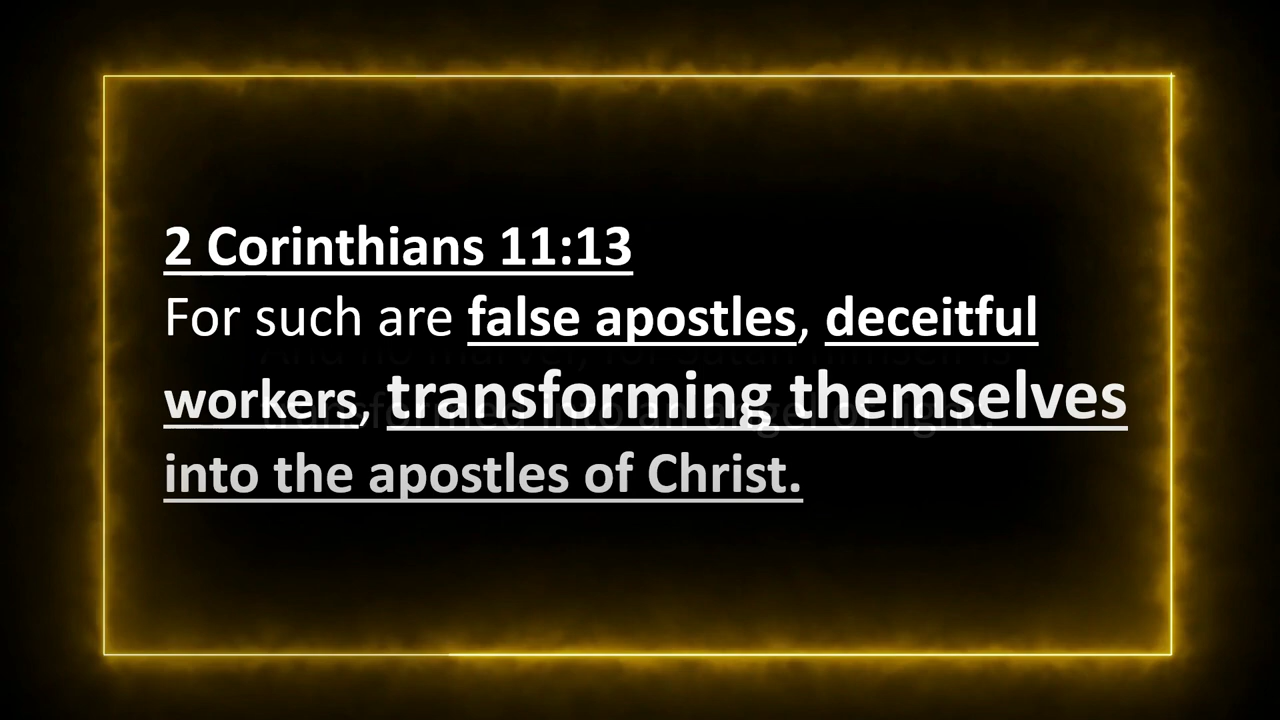 2 Corinthians 11:13
For such are false apostles, deceitful
workers, transforming themselves
into the apostles of Christ.